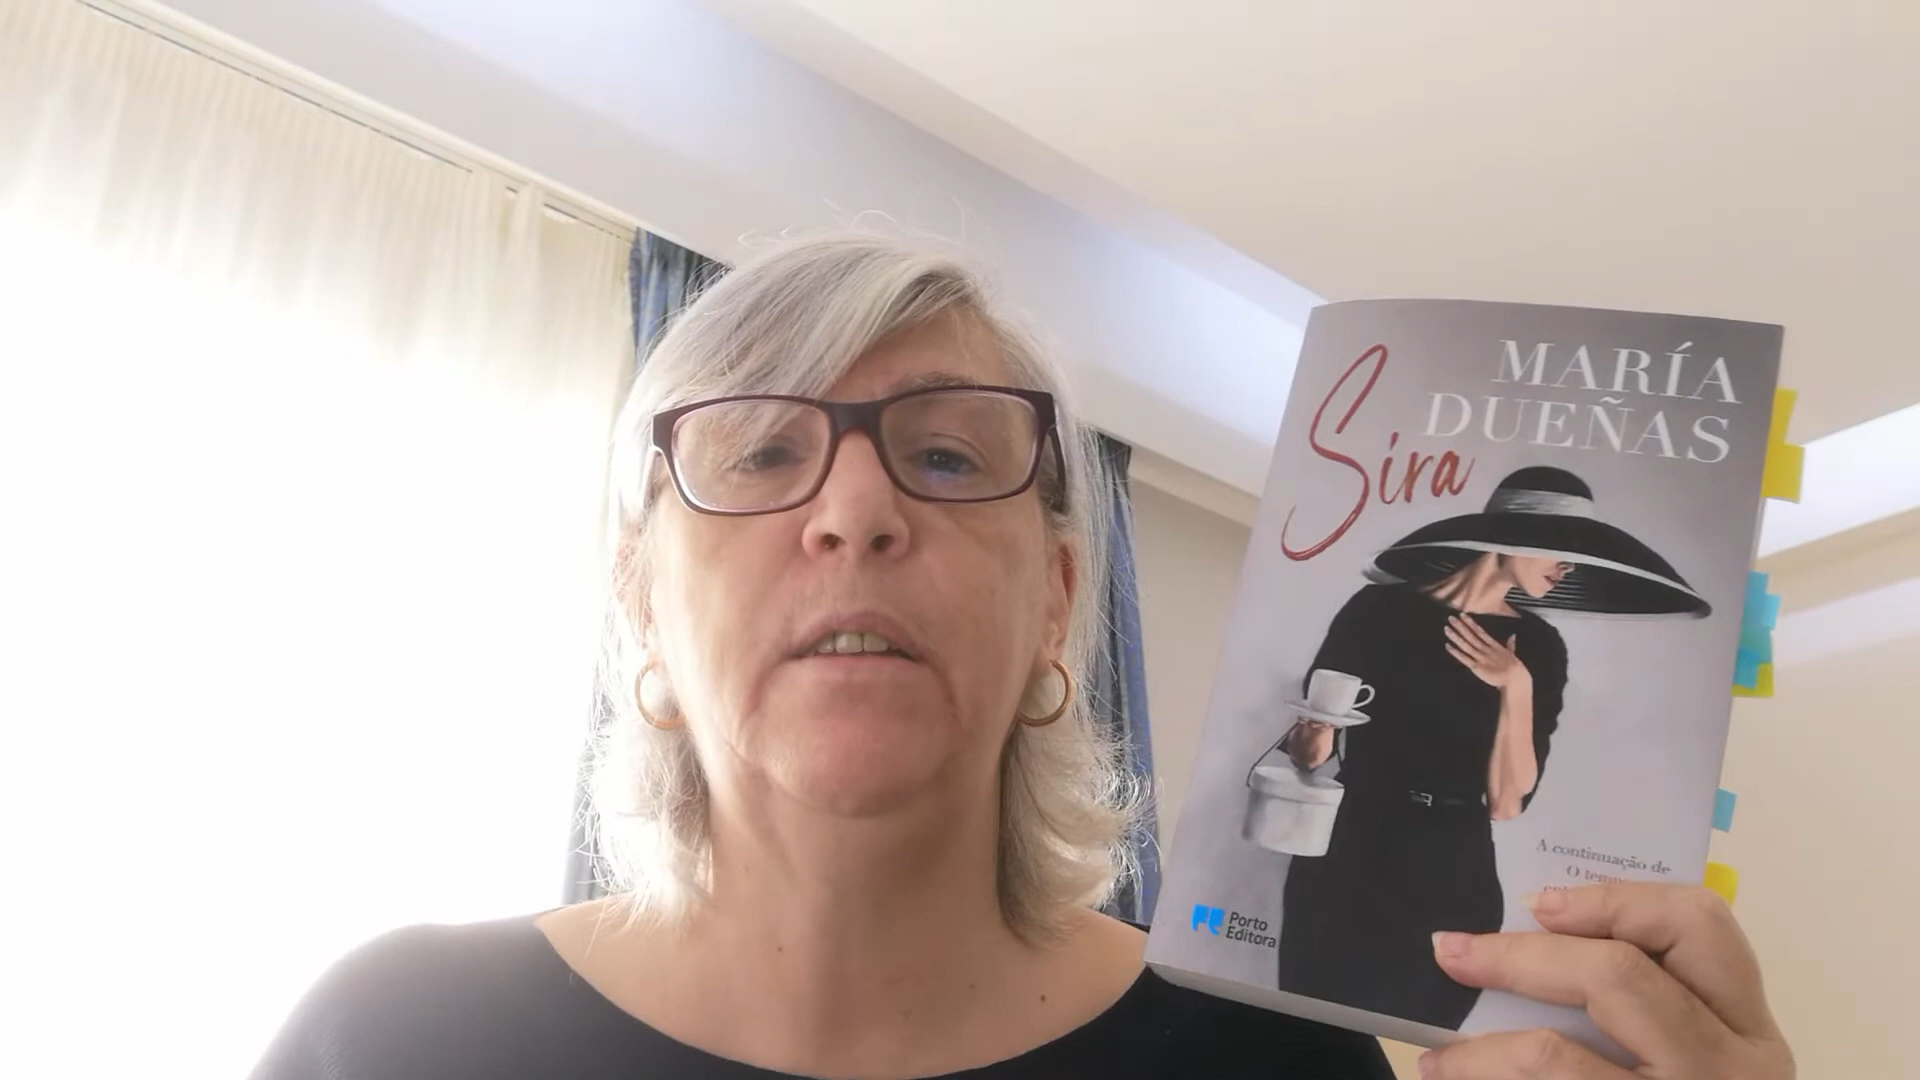 MARÍA
DUEÑAS
Sira
A continuação de
O
Porto
Editora